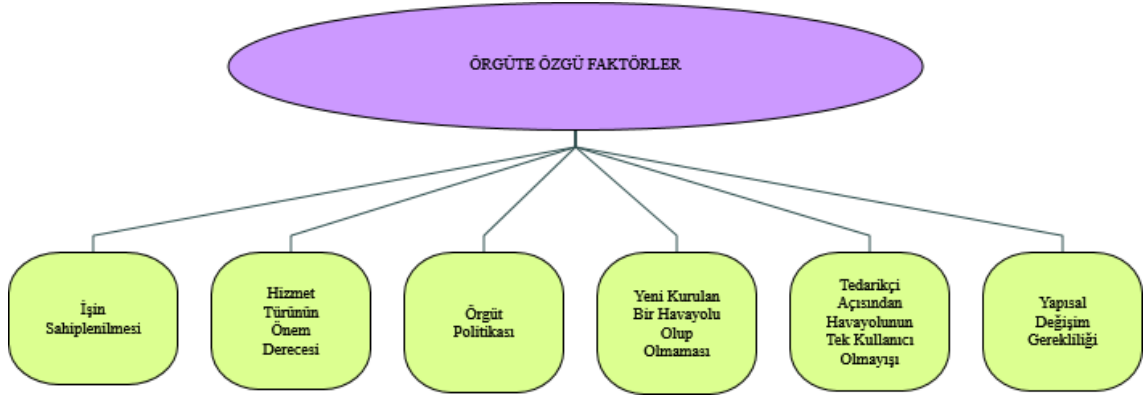 ÖRGÜTE ÖZGÜ FAKTÖRLER
İşin
Sahiplenilmesi
Hizmet
Türünün
Önem
Derecesi
Örgüt
Politikası
Yeni Kurulan
Bir Havayolu
Olup
Olmaması
Tedarikçi
Açısından
Havayolunun
Tek Kullanıcı
Olmayışı
Yapısal
Değişim
Gerekliliği